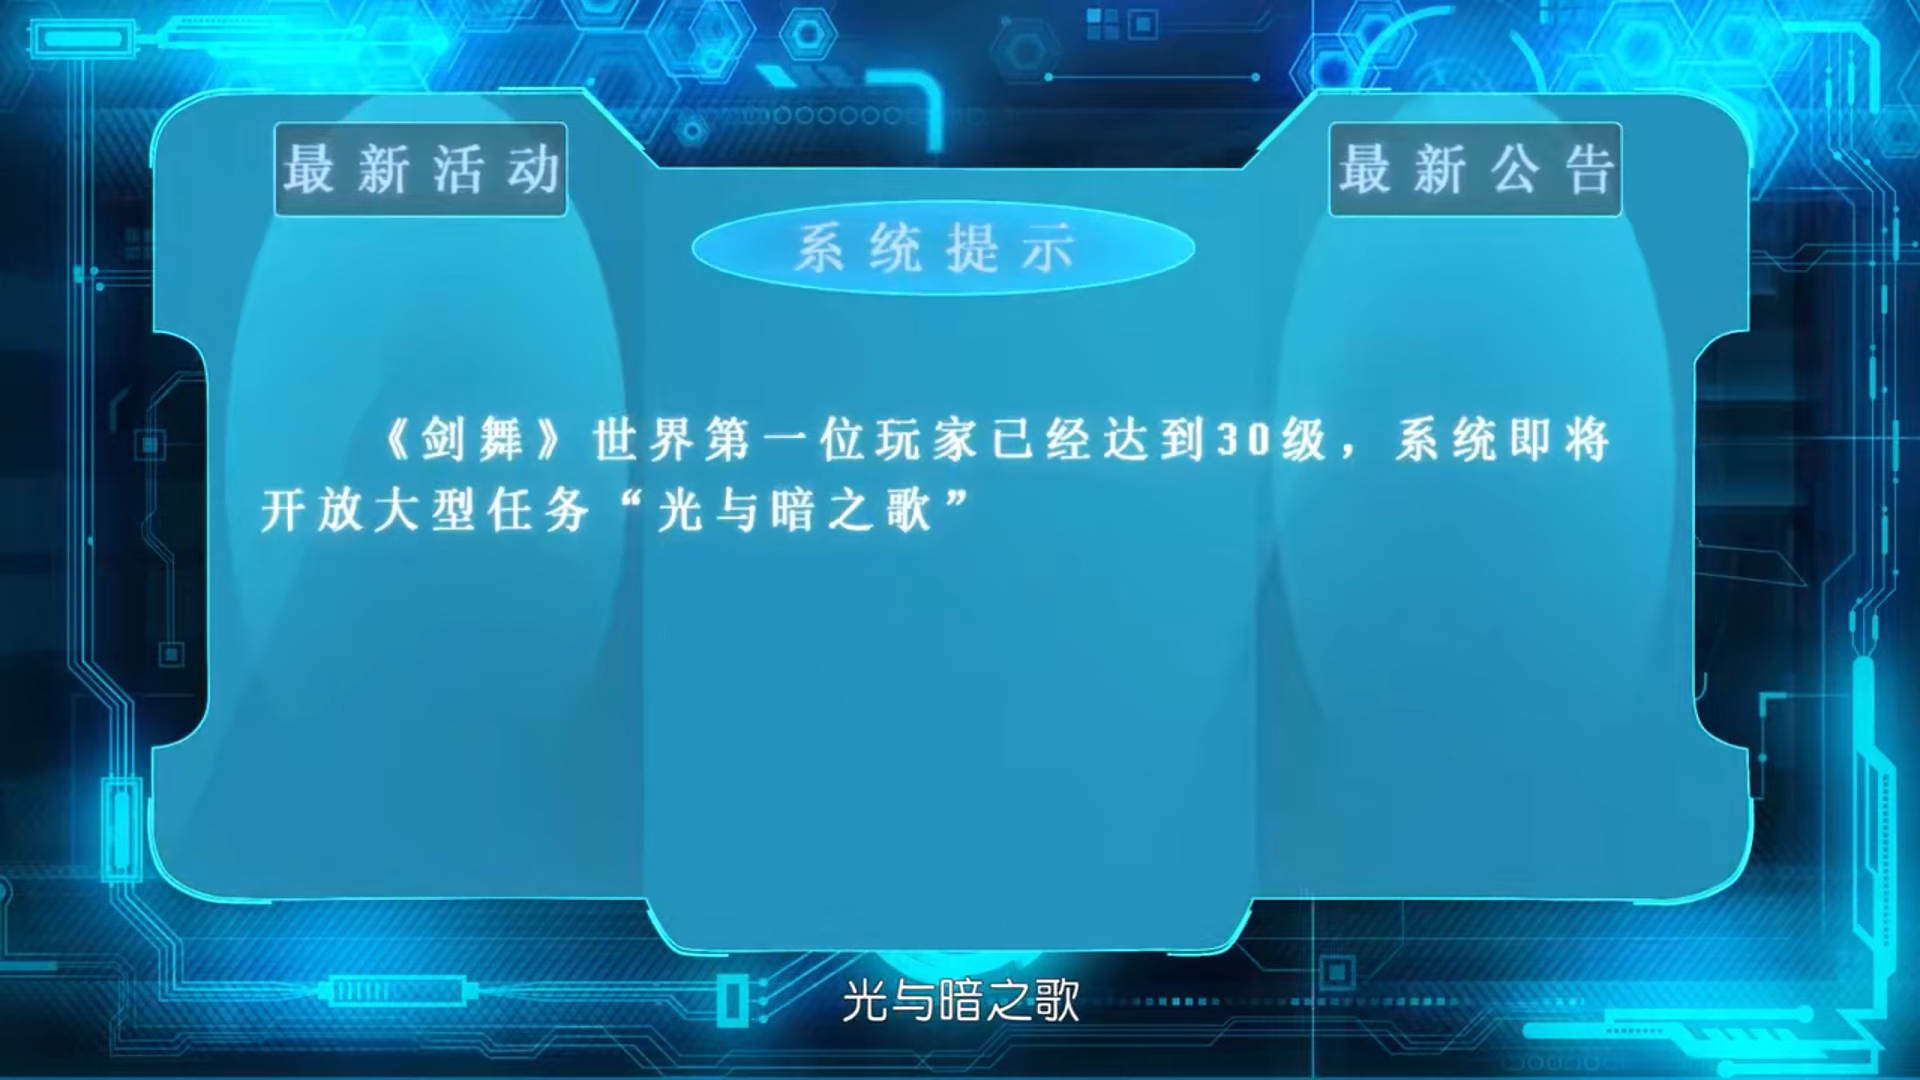 最新活动
最新公告
系统提示
《剑舞》世界第一位玩家已经达到30级，系统即将
开放大型任务“光与暗之歌”
光与暗之歌